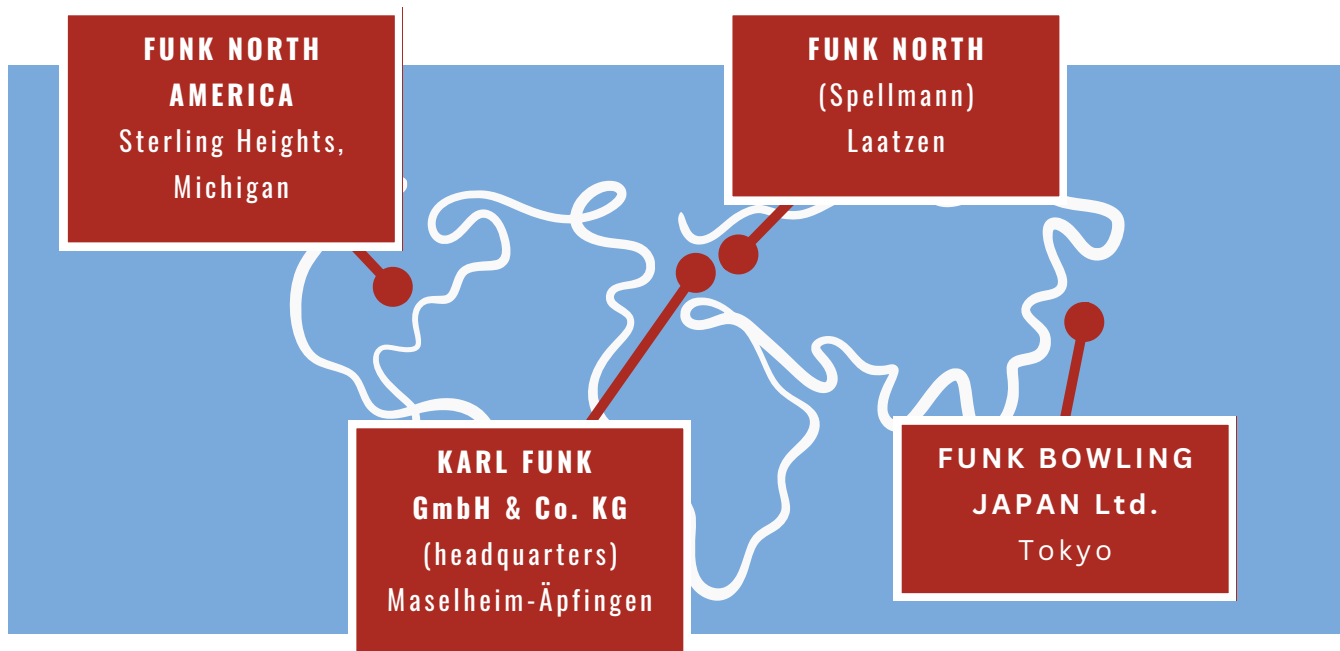 FUNK NORTH
AMERICA
Sterling Heights,
Michigan
FUNK NORTH
(Spellmann)
Laatzen
KARL FUNK
GmbH & Co. KG
(headquarters)
Maselheim-Äpfingen
FUNK BOWLING
JAPAN Ltd.
Tokyo